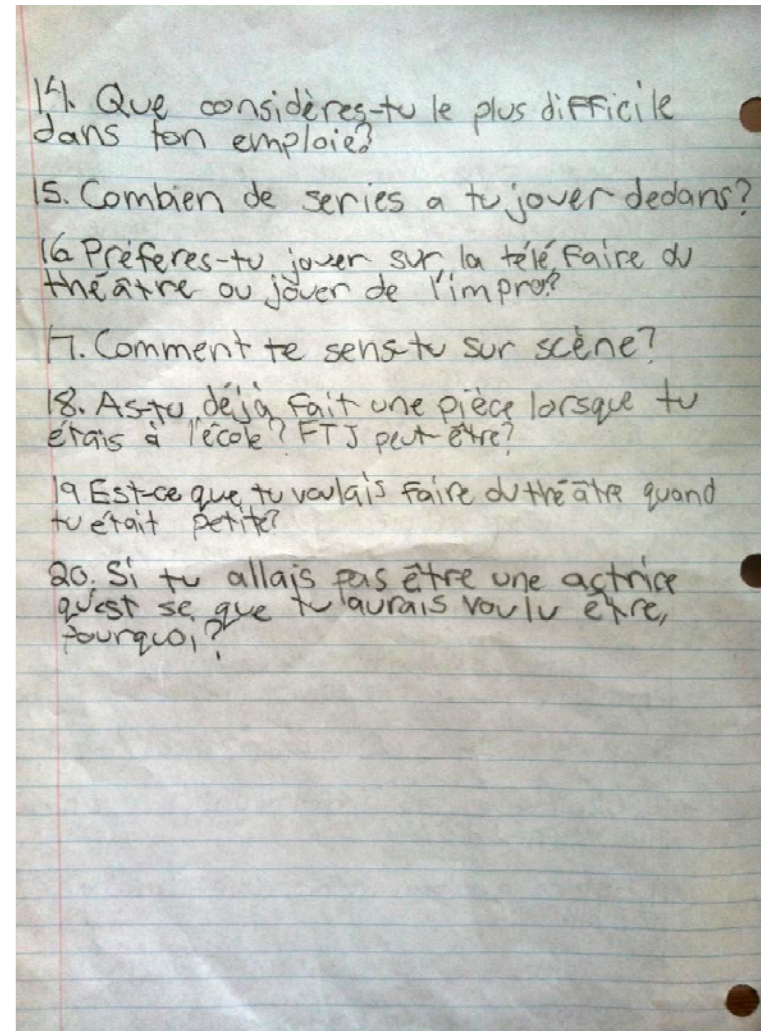 14. Que considères-tu le plus difficile
dans ton emploie?
15. Combien de series a tu jouer dedans?
16 Préferes-tu jouer sur la télé, faire du
théâtre ou jouer de l'impro?
17. Comment te sens-tu sur scène?
18. As-tu déjà fait une pièce lorsque tu
étais à l'école? FTJ peut-être?
19 Est-ce que tu voulais faire du théâtre quand
tu était petite?
20. Si tu allais pas être une actrice
qu'est se que tu aurais voulu être,
pourquoi?